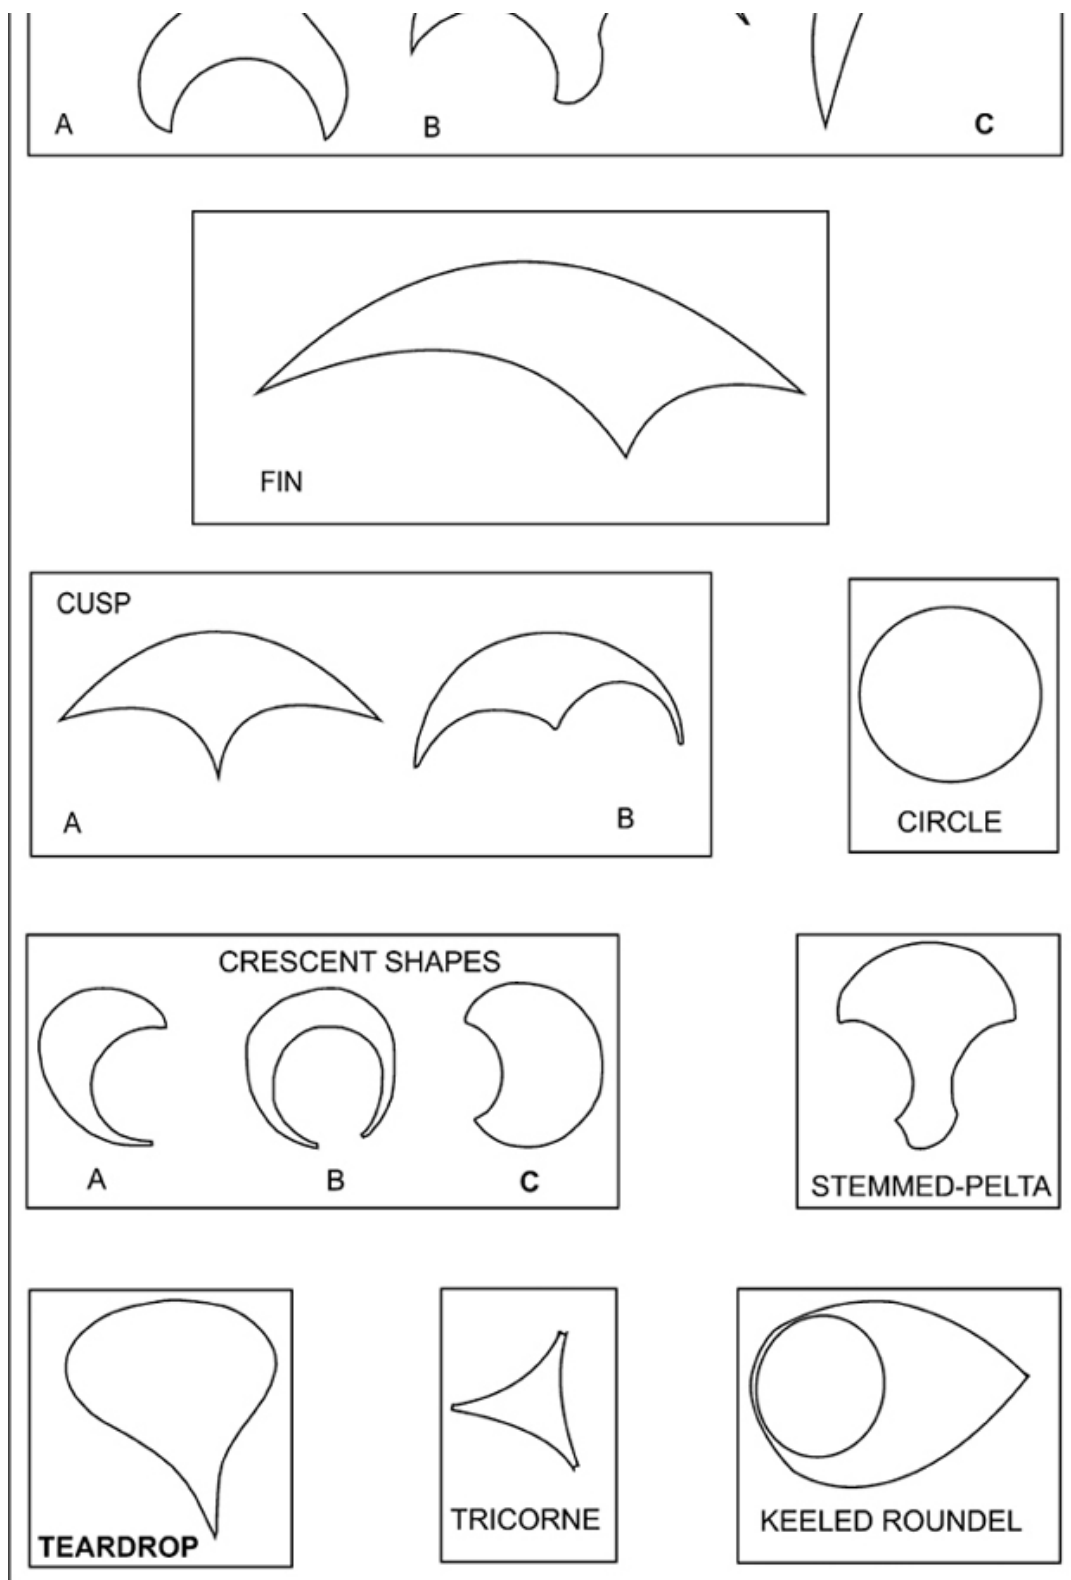 A B C
FIN
CUSP
A B
CIRCLE
CRESCENT SHAPES
A B C
STEMMED-PELTA
TEARDROP
TRICORNE
KEELED ROUNDEL